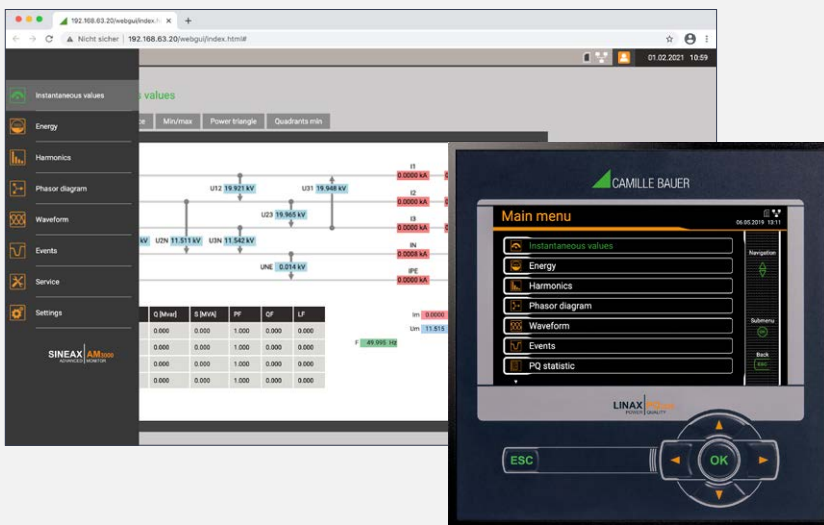 192.168.63.20/webgui/index.h
Nicht sicher | 192.168.63.20/webgui/index.html#
01.02.2021 10:59
Instantaneous values
Energy
Harmonics
Phasor diagram
Waveform
Events
Service
Settings
SINEAX AM3000
ADVANCED MONITOR
values
Min/max Power triangle Quadrants min
U12 19.921 kV U31 19.948 kV
U23 19.965 kV
kV U2N 11.511 kV U3N 11.542 kV
UNE 0.014 kV
I1
0.0000 kA
I2
0.0000 kA
I3
0.0000 kA
IN
0.0008 kA
IPE
0.0000 kA
Q [Mvar] S [MVA] PF QF LF
0.000 0.000 1.000 0.000 0.000
0.000 0.000 1.000 0.000 0.000
0.000 0.000 1.000 0.000 0.000
0.000 0.000 1.000 0.000 0.000
Im 0.0000
Um 11.515
F 49.995 Hz
CAMILLE BAUER
Main menu
06.05.2019 13:11
Instantaneous values
Energy
Harmonics
Phasor diagram
Waveform
Events
PQ statistic
Navigation
Submenu
OK
Back
ESC
LINAX
POWER QUALITY
ESC
OK